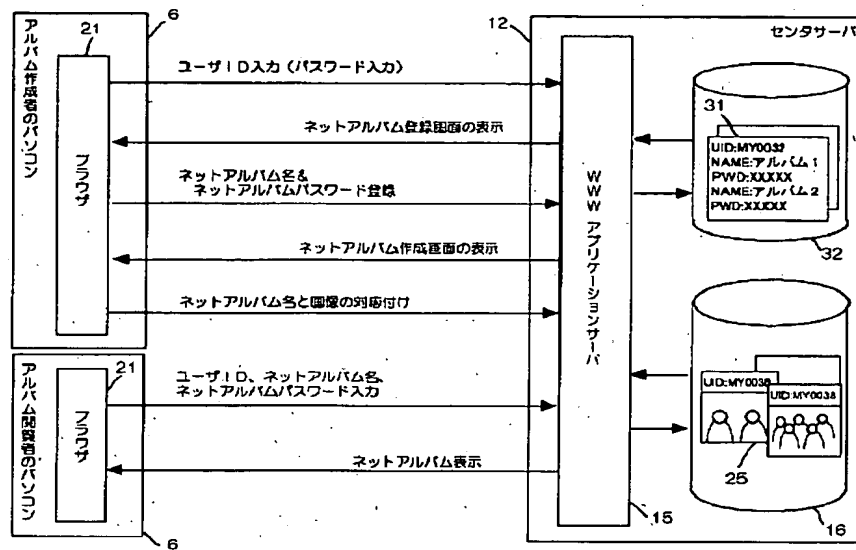 6
12
センタサーバ
アルバム作成者のパソコン
21
ブラウザ
ユーザID入力(パスワード入力)
ネットアルバム登録画面の表示
ネットアルバム名&
ネットアルバムパスワード登録
ネットアルバム作成画面の表示
ネットアルバム名と画像の対応付け
WWWアプリケーションサーバ
31
UID:MY0032
NAME:アルバム1
PWD:XXXXX
NAME:アルバム2
PWD:XXXXX
32
アルバム閲覧者のパソコン
21
ブラウザ
ユーザID、ネットアルバム名、
ネットアルバムパスワード入力
ネットアルバム表示
UID:MY0038
UID:MY0038
25
15
16
6